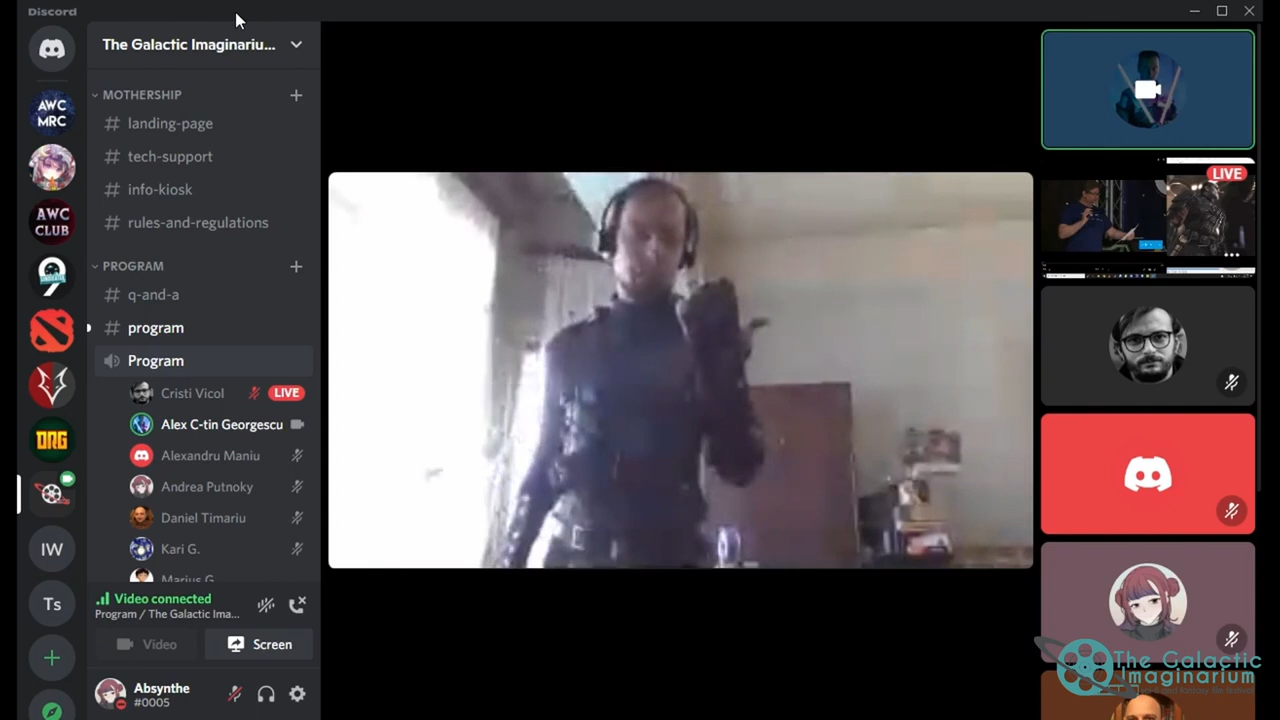 Discord
The Galactic Imaginariu...
MOTHERSHIP
landing-page
tech-support
info-kiosk
rules-and-regulations
PROGRAM
q-and-a
program
Program
Cristi Vicol LIVE
Alex C-tin Georgescu
Alexandru Maniu
Andrea Putnoky
Daniel Timariu
Kari G.
Marius G.
Video connected
Program / The Galactic Ima...
Video Screen
Absynthe
#0005
AWC
MRC
AWC
CLUB
ORG
IW
Ts
LIVE
The Galactic
Imaginarium